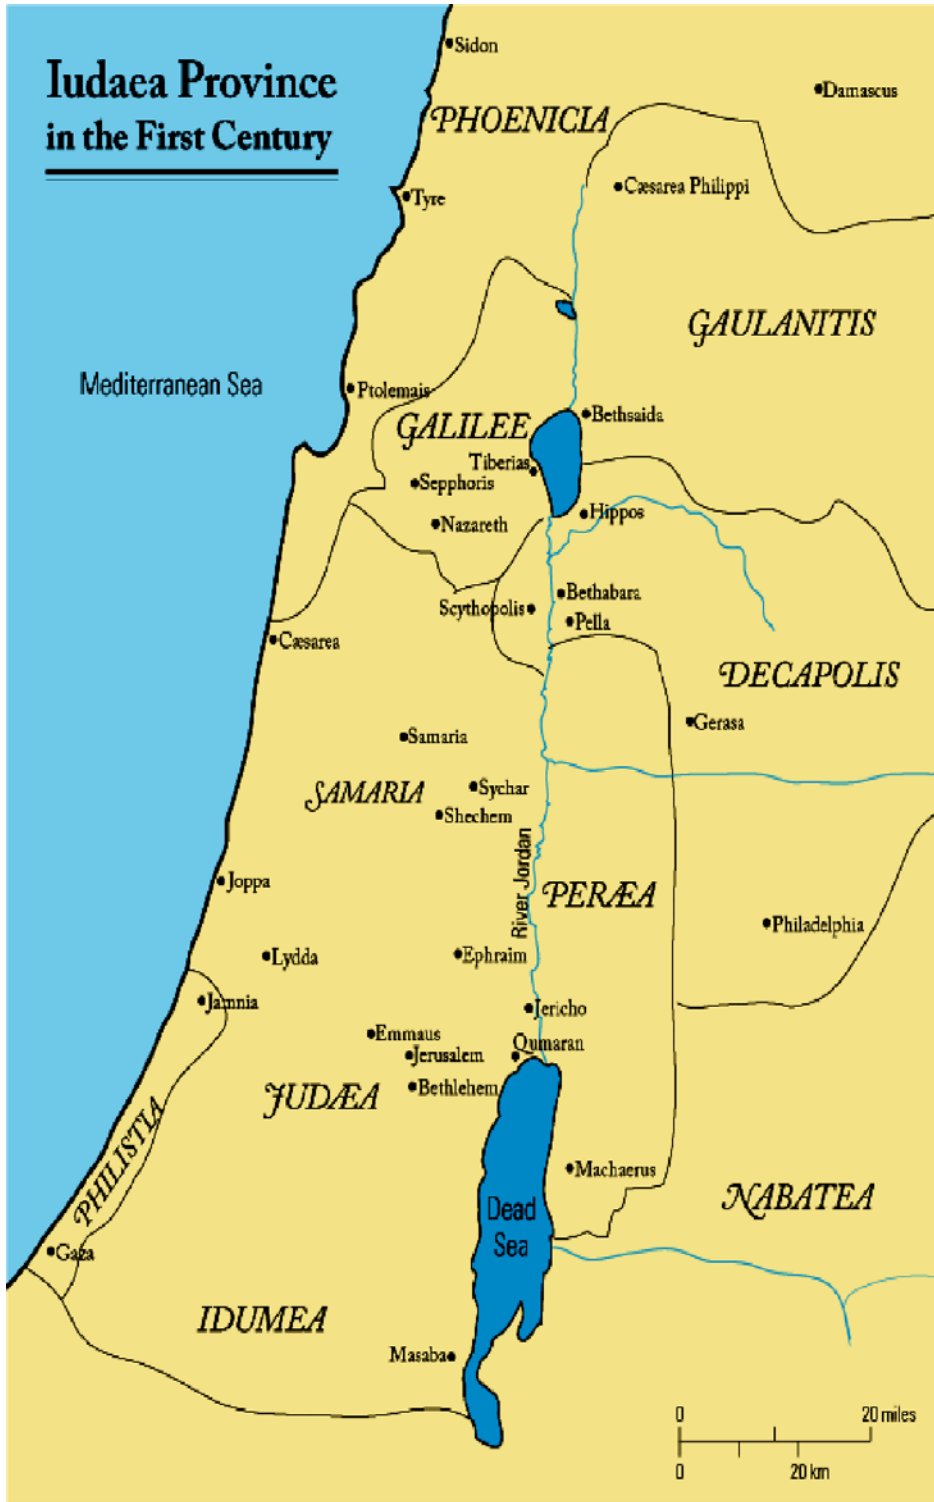 Iudaea Province
in the First Century
Sidon
Damascus
PHOENICIA
Cæsarea Philippi
Tyre
GAULANITIS
Mediterranean Sea
Ptolemais
Bethsaida
GALILEE
Tiberias
Sepphoris
Hippos
Nazareth
Bethabara
Scythopolis
Pella
Cæsarea
DECAPOLIS
Gerasa
Samaria
Sychar
SAMARIA
Shechem
River Jordan
Joppa
PERÆA
Philadelphia
Lydda
Ephraim
Jamnia
Jericho
Emmaus
Qumaran
Jerusalem
Bethlehem
JUDÆA
PHILISTIA
Machaerus
NABATEA
Dead
Sea
Gaza
IDUMEA
Masaba
0 20 miles
0 20 km